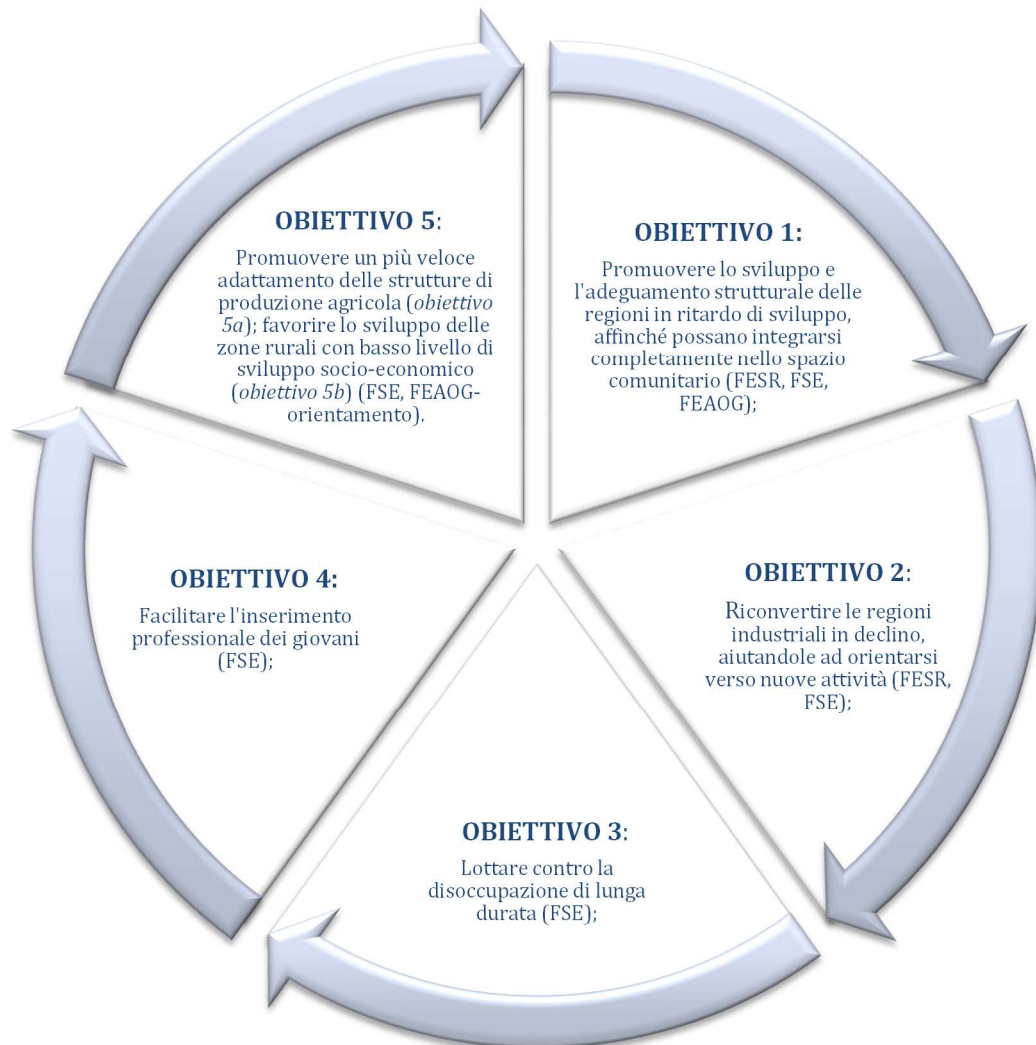 OBIETTIVO 1:
Promuovere lo sviluppo e
l'adeguamento strutturale delle
regioni in ritardo di sviluppo,
affinché possano integrarsi
completamente nello spazio
comunitario (FESR, FSE,
FEAOG);
OBIETTIVO 2:
Riconvertire le regioni
industriali in declino,
aiutandole ad orientarsi
verso nuove attività (FESR,
FSE);
OBIETTIVO 3:
Lottare contro la
disoccupazione di lunga
durata (FSE);
OBIETTIVO 4:
Facilitare l'inserimento
professionale dei giovani
(FSE);
OBIETTIVO 5:
Promuovere un più veloce
adattamento delle strutture di
produzione agricola (obiettivo
5a); favorire lo sviluppo delle
zone rurali con basso livello di
sviluppo socio-economico
(obiettivo 5b) (FSE, FEAOG-
orientamento).